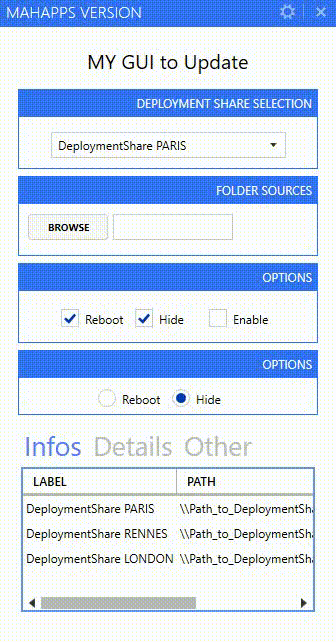 MAHAPPS VERSION
MY GUI to Update
DEPLOYMENT SHARE SELECTION
DeploymentShare PARIS
FOLDER SOURCES
BROWSE
OPTIONS
Reboot Hide Enable
OPTIONS
Reboot Hide
Infos Details Other
LABEL PATH
DeploymentShare PARIS \\Path_to_DeploymentSha
DeploymentShare RENNES \\Path_to_DeploymentSha
DeploymentShare LONDON \\Path_to_DeploymentSha